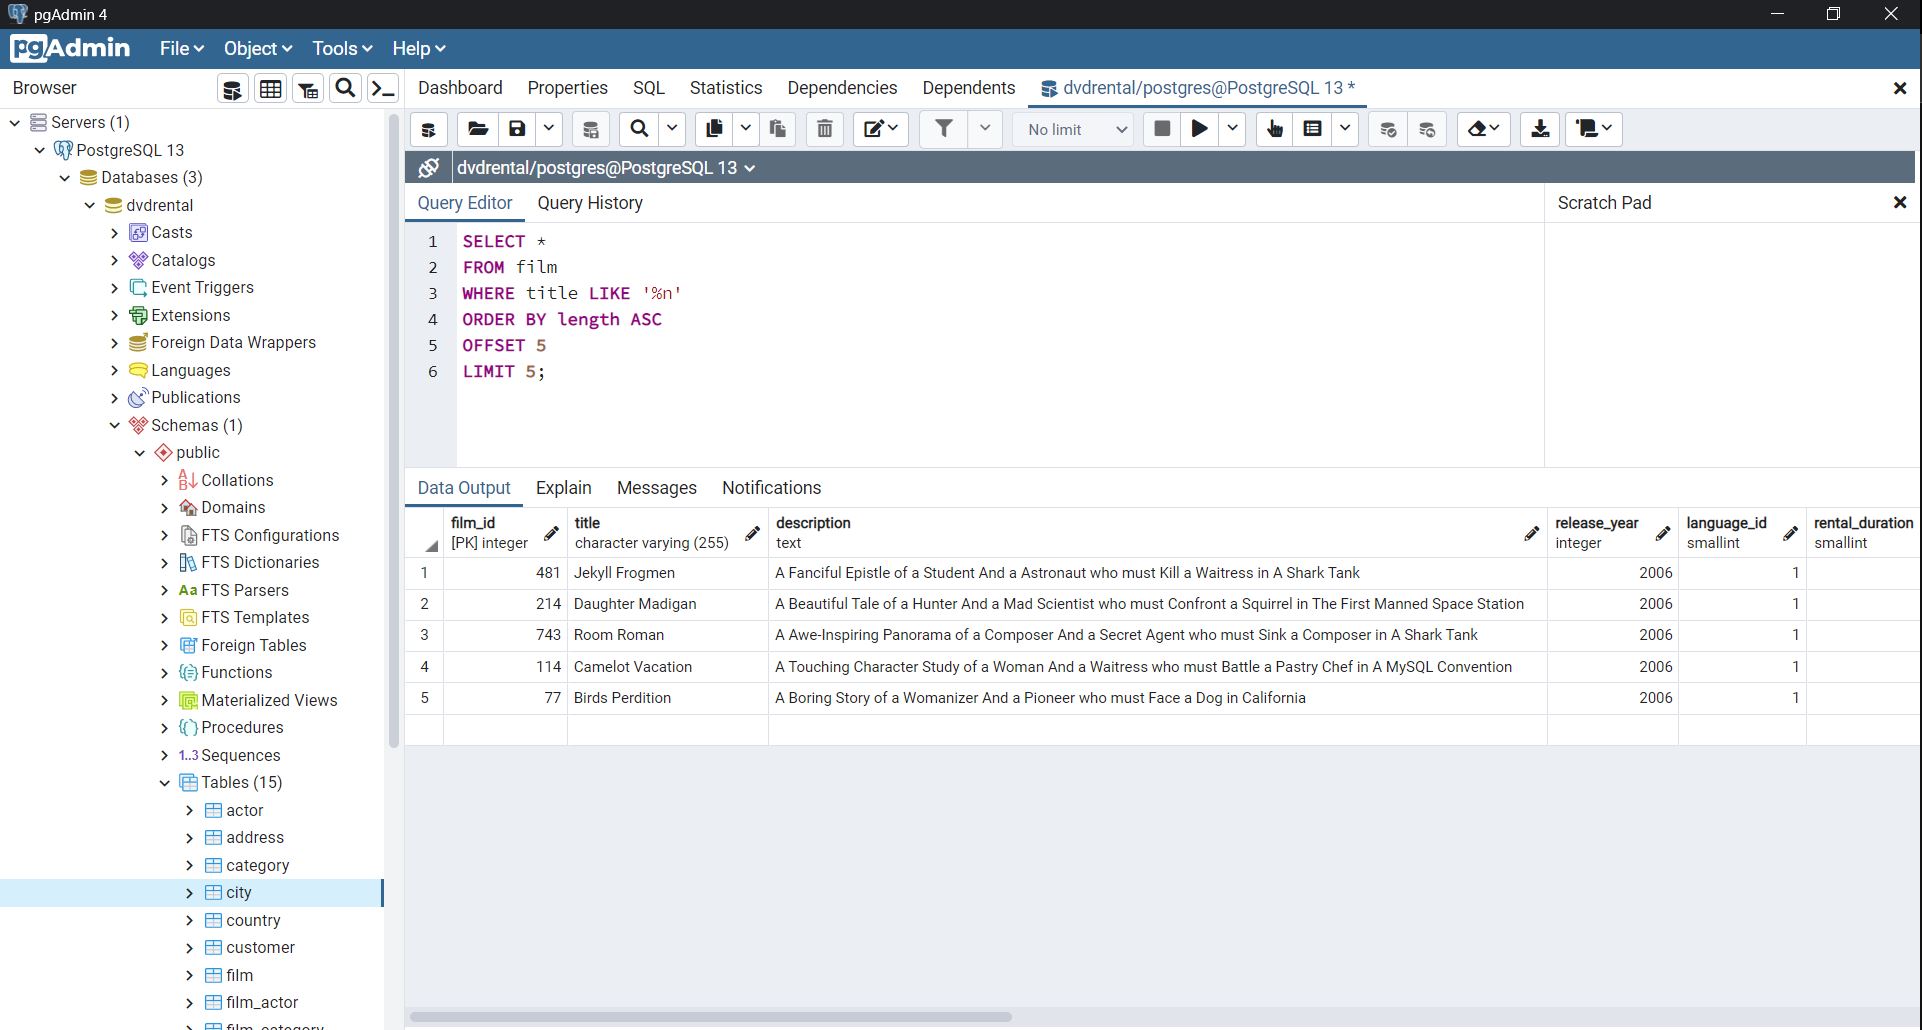 pgAdmin 4
pgAdmin File Object Tools Help
Browser
Dashboard Properties SQL Statistics Dependencies Dependents dvdrental/postgres@PostgreSQL 13 *
Servers (1)
PostgreSQL 13
Databases (3)
dvdrental
Casts
Catalogs
Event Triggers
Extensions
Foreign Data Wrappers
Languages
Publications
Schemas (1)
public
Collations
Domains
FTS Configurations
FTS Dictionaries
Aa FTS Parsers
FTS Templates
Foreign Tables
Functions
Materialized Views
Procedures
1..3 Sequences
Tables (15)
actor
address
category
city
country
customer
film
film_actor
film_category
No limit
dvdrental/postgres@PostgreSQL 13
Query Editor Query History
Scratch Pad
1 SELECT *
2 FROM film
3 WHERE title LIKE '%n'
4 ORDER BY length ASC
5 OFFSET 5
6 LIMIT 5;
Data Output Explain Messages Notifications
film_id title description release_year language_id rental_duration
[PK] integer character varying (255) text integer smallint smallint
1 481 Jekyll Frogmen A Fanciful Epistle of a Student And a Astronaut who must Kill a Waitress in A Shark Tank 2006 1
2 214 Daughter Madigan A Beautiful Tale of a Hunter And a Mad Scientist who must Confront a Squirrel in The First Manned Space Station 2006 1
3 743 Room Roman A Awe-Inspiring Panorama of a Composer And a Secret Agent who must Sink a Composer in A Shark Tank 2006 1
4 114 Camelot Vacation A Touching Character Study of a Woman And a Waitress who must Battle a Pastry Chef in A MySQL Convention 2006 1
5 77 Birds Perdition A Boring Story of a Womanizer And a Pioneer who must Face a Dog in California 2006 1